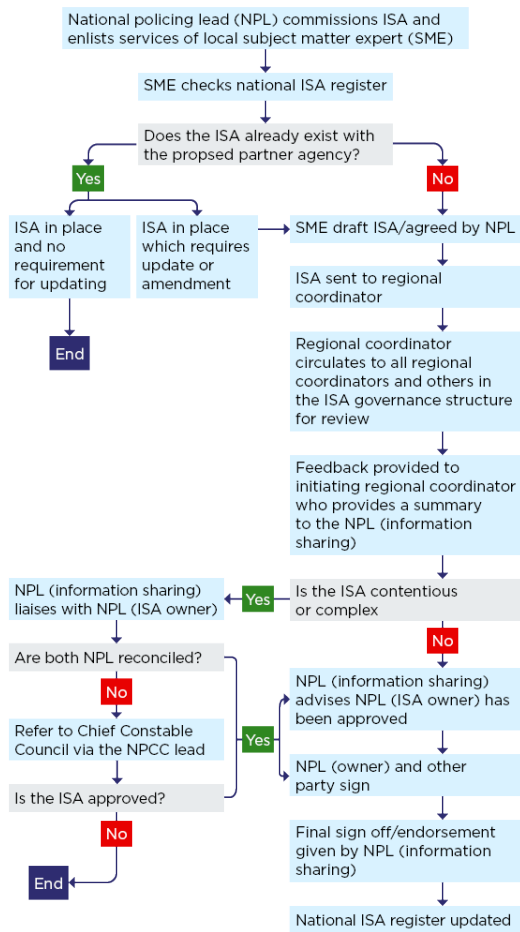 National policing lead (NPL) commissions ISA and
enlists services of local subject matter expert (SME)
SME checks national ISA register
Does the ISA already exist with
the propsed partner agency?
Yes
No
ISA in place
and no
requirement
for updating
ISA in place
which requires
update or
amendment
SME draft ISA/agreed by NPL
End
ISA sent to regional
coordinator
Regional coordinator
circulates to all regional
coordinators and others in
the ISA governance structure
for review
Feedback provided to
initiating regional coordinator
who provides a summary
to the NPL (information
sharing)
Is the ISA contentious
or complex
Yes
No
NPL (information sharing)
liaises with NPL (ISA owner)
Are both NPL reconciled?
No
Refer to Chief Constable
Council via the NPCC lead
Is the ISA approved?
Yes
No
End
NPL (information sharing)
advises NPL (ISA owner) has
been approved
NPL (owner) and other
party sign
Final sign off/endorsement
given by NPL (information
sharing)
National ISA register updated